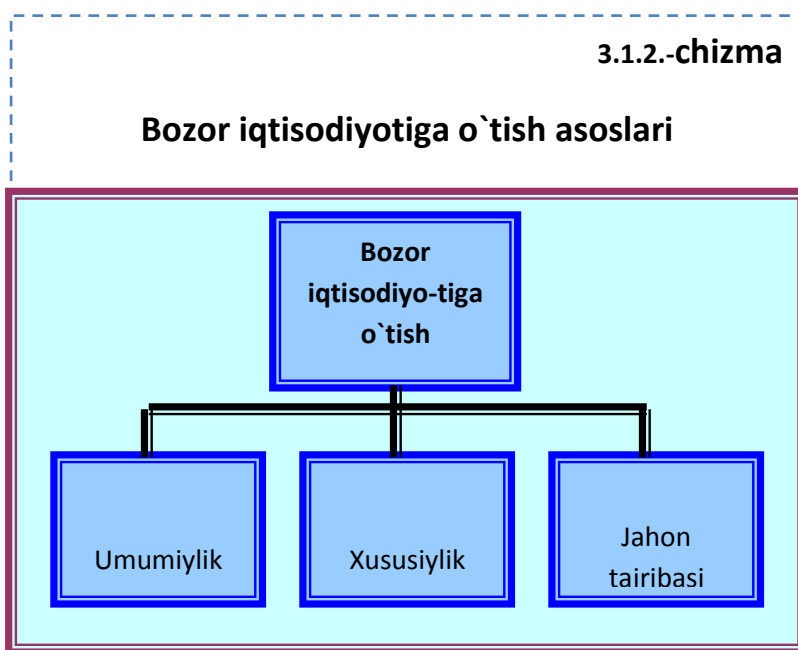 3.1.2.-chizma
Bozor iqtisodiyotiga o`tish asoslari
Bozor
iqtisodiyo-tiga
o`tish
Umumiylik
Xususiylik
Jahon
tairibasi